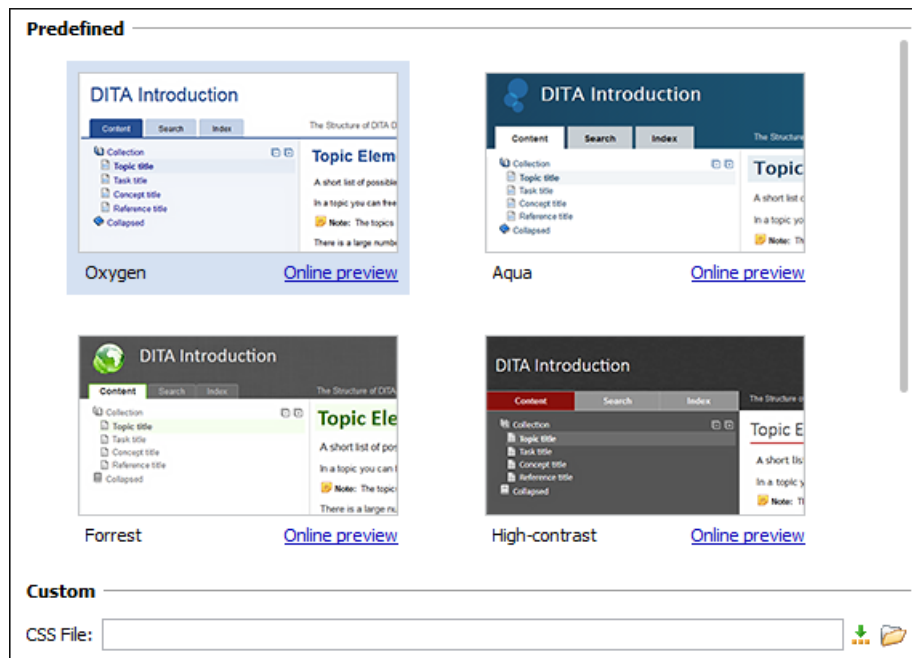 Predefined
DITA Introduction
Content Search Index
The Structure of DITA D
Collection
Topic title
Task title
Concept title
Reference title
Collapsed
Topic Elem
A short list of possible
In a topic you can free
Note: The topics
There is a large numbe
Oxygen Online preview
DITA Introduction
Content Search Index
The Structure
Collection
Topic title
Task title
Concept title
Reference title
Collapsed
Topic
A short list o
In a topic yo
Note: Th
Aqua Online preview
DITA Introduction
Content Search Index
The Structure of DITA
Collection
Topic title
Task title
Concept title
Reference title
Collapsed
Topic Ele
A short list of pos
In a topic you can f
Note: The topic
There is a large nu
Forrest Online preview
DITA Introduction
Content Search Index
The Structure o
Collection
Topic title
Task title
Concept title
Reference title
Collapsed
Topic E
A short lis
In a topic y
Note: T
High-contrast Online preview
Custom
CSS File: